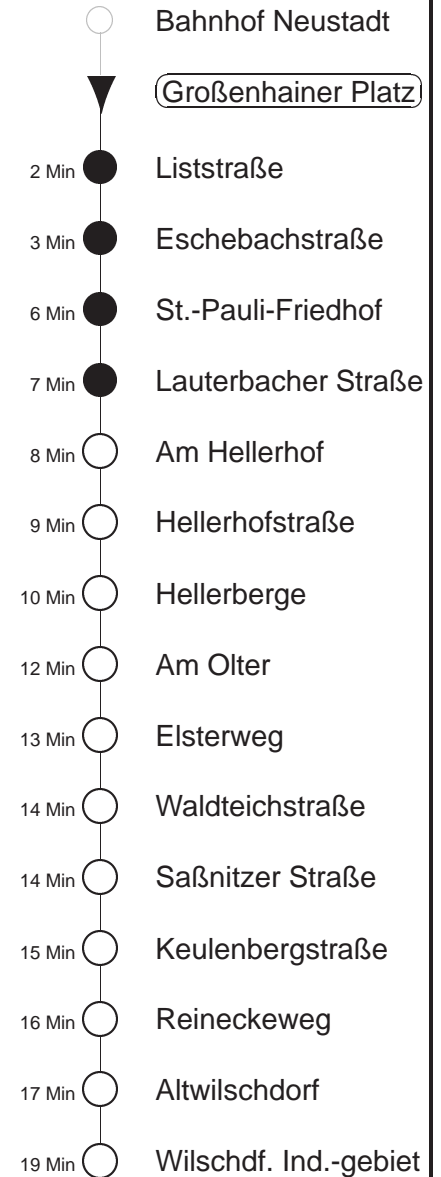 Bahnhof Neustadt
Großenhainer Platz
2 Min Liststraße
3 Min Eschebachstraße
6 Min St.-Pauli-Friedhof
7 Min Lauterbacher Straße
8 Min Am Hellerhof
9 Min Hellerhofstraße
10 Min Hellerberge
12 Min Am Olter
13 Min Elsterweg
14 Min Waldteichstraße
14 Min Saßnitzer Straße
15 Min Keulenbergstraße
16 Min Reineckeweg
17 Min Altwilschdorf
19 Min Wilschdf. Ind.-gebiet